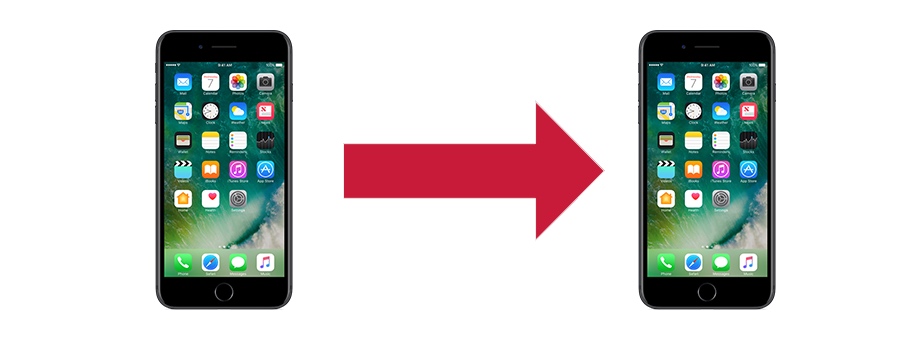 9:41 AM 100%
Mail Calendar Photos Camera
Maps Clock Weather News
Wallet Notes Reminders Stocks
Videos iBooks iTunes Store App Store
Home Health Settings
Phone Safari Messages Music
9:41 AM 100%
Mail Calendar Photos Camera
Maps Clock Weather News
Wallet Notes Reminders Stocks
Videos iBooks iTunes Store App Store
Home Health Settings
Phone Safari Messages Music